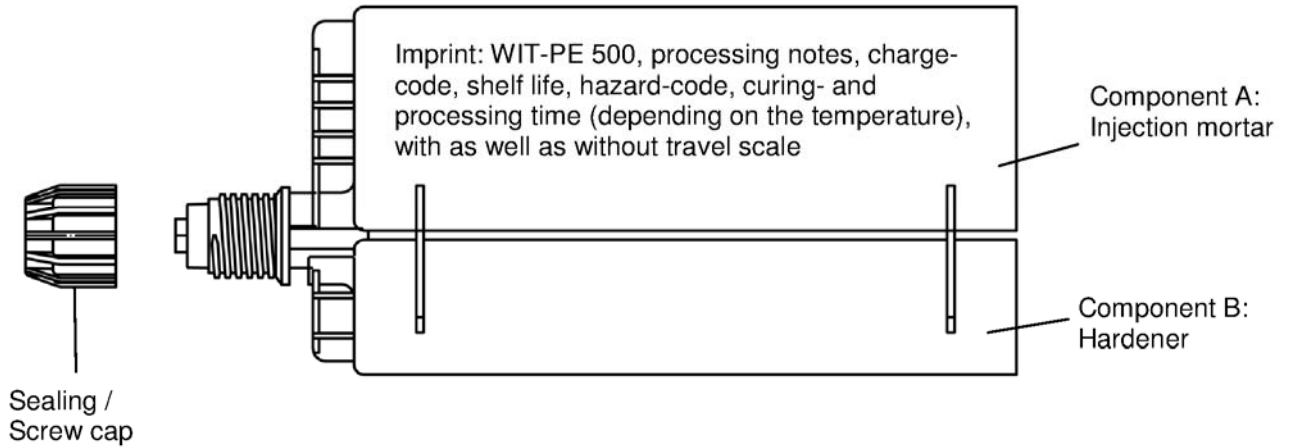 Imprint: WIT-PE 500, processing notes, charge-
code, shelf life, hazard-code, curing- and
processing time (depending on the temperature),
with as well as without travel scale
Component A:
Injection mortar
Component B:
Hardener
Sealing /
Screw cap